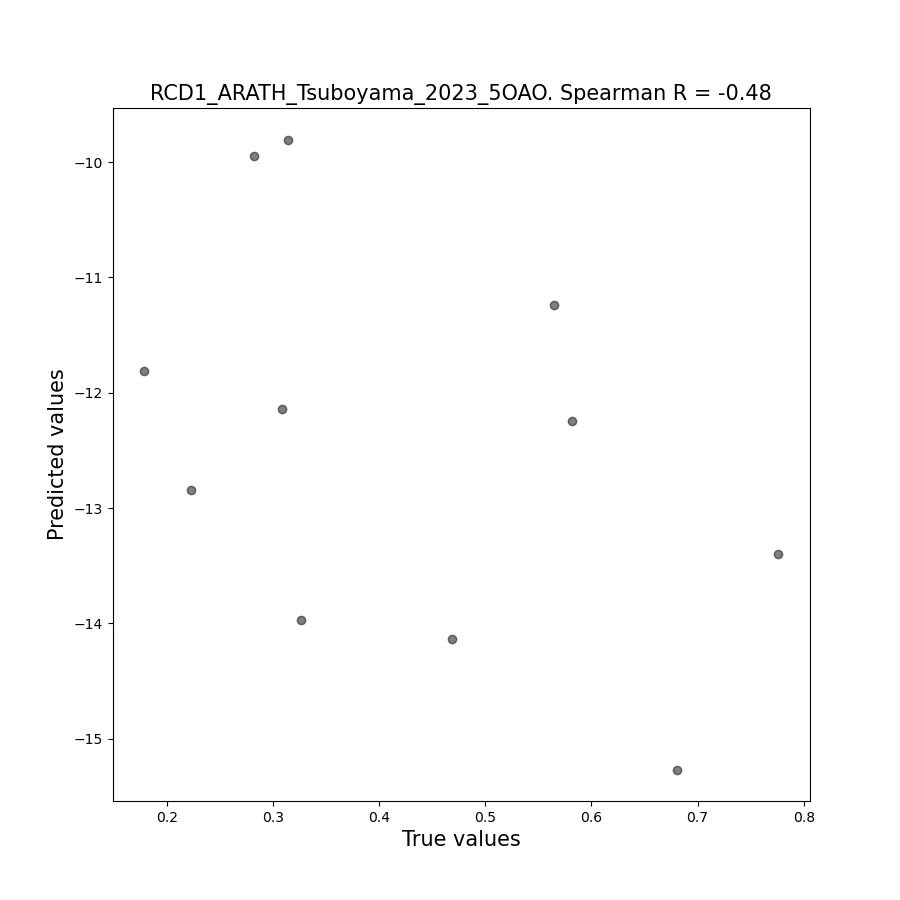 RCD1_ARATH_Tsuboyama_2023_5OAO. Spearman R = -0.48
Predicted values
−10
−11
−12
−13
−14
−15
0.2 0.3 0.4 0.5 0.6 0.7 0.8
True values